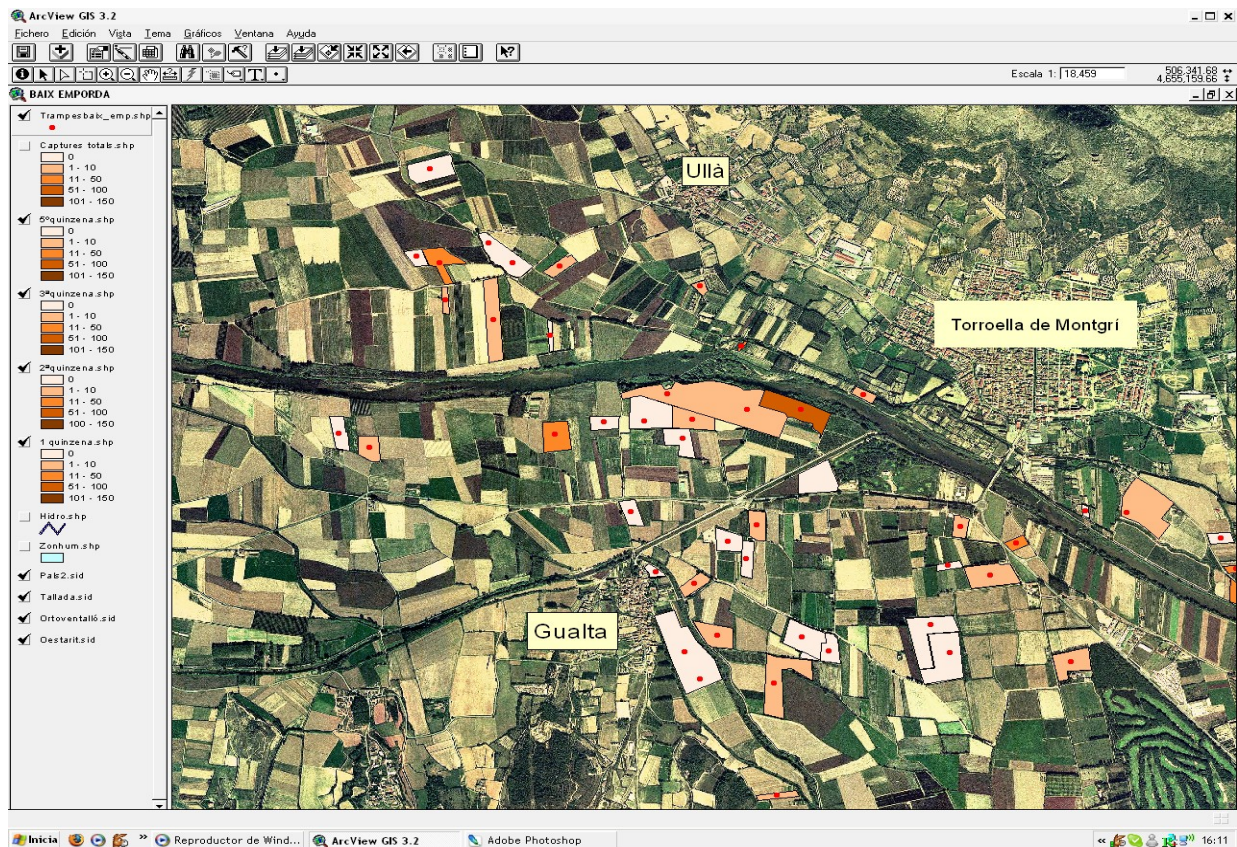 ArcView GIS 3.2
Fichero Edición Vista Tema Gráficos Ventana Ayuda
Escala 1: 18,459
506,341.68
4,655,159.66
BAIX EMPORDA
Trampesbaix_emp.shp
Captures totals.shp
0
1 - 10
11 - 50
51 - 100
101 - 150
5ºquinzena.shp
0
1 - 10
11 - 50
51 - 100
101 - 150
3ªquinzena.shp
0
1 - 10
11 - 50
51 - 100
101 - 150
2ªquinzena.shp
0
1 - 10
11 - 50
51 - 100
100 - 150
1 quinzena.shp
0
1 - 10
11 - 50
51 - 100
101 - 150
Hidro.shp
Zonhum.shp
Pals2.sid
Tallada.sid
Ortoventalló.sid
Oestarit.sid
Ullà
Torroella de Montgrí
Gualta
Inicia
Reproductor de Wind...
ArcView GIS 3.2
Adobe Photoshop
16:11